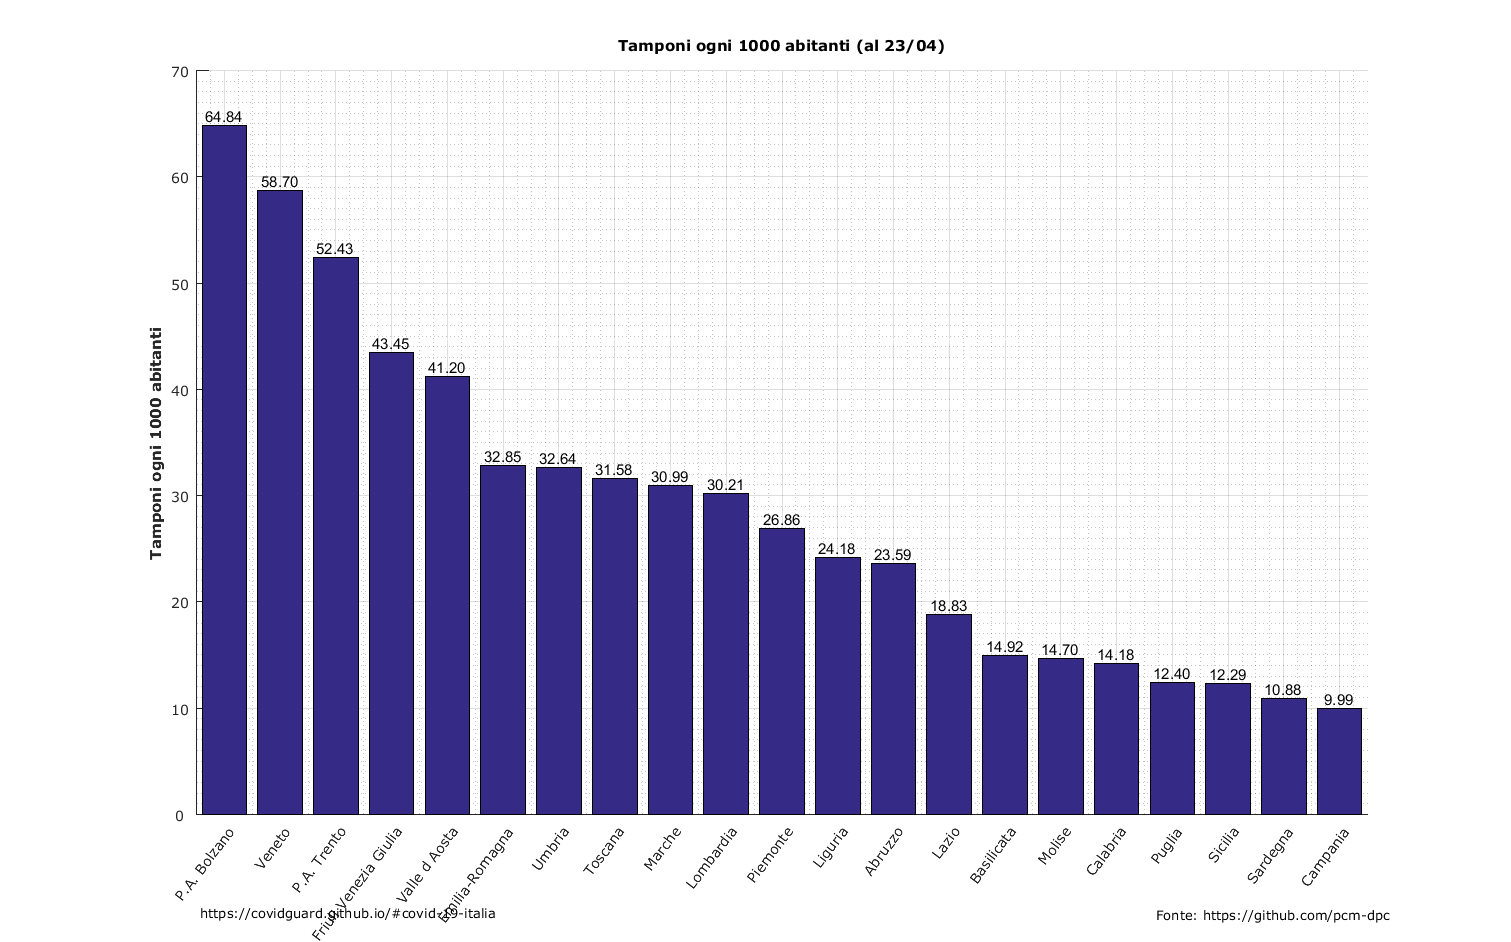 Tamponi ogni 1000 abitanti (al 23/04)
Tamponi ogni 1000 abitanti
70
60
50
40
30
20
10
0
64.84
58.70
52.43
43.45
41.20
32.85
32.64
31.58
30.99
30.21
26.86
24.18
23.59
18.83
14.92
14.70
14.18
12.40
12.29
10.88
9.99
P.A. Bolzano
Veneto
P.A. Trento
Friuli Venezia Giulia
Valle d Aosta
Emilia-Romagna
Umbria
Toscana
Marche
Lombardia
Piemonte
Liguria
Abruzzo
Lazio
Basilicata
Molise
Calabria
Puglia
Sicilia
Sardegna
Campania
https://covidguard.github.io/#covid-19-italia
Fonte: https://github.com/pcm-dpc